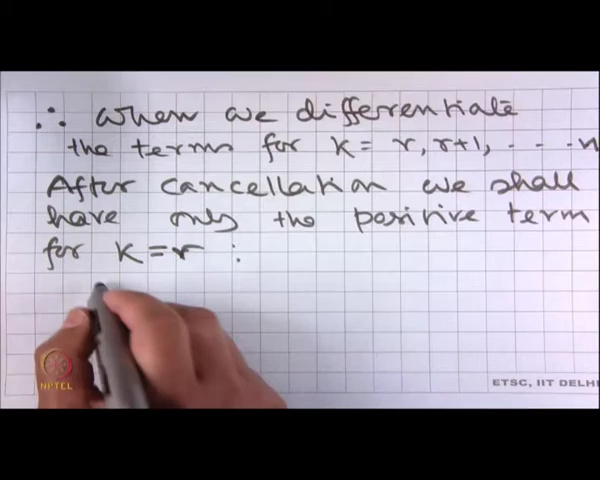 ∴ When we differentiate
the terms for k = r, r+1, - - - n
After cancellation we shall
have only the positive term
for k = r :
NPTEL
ETSC, IIT DELHI